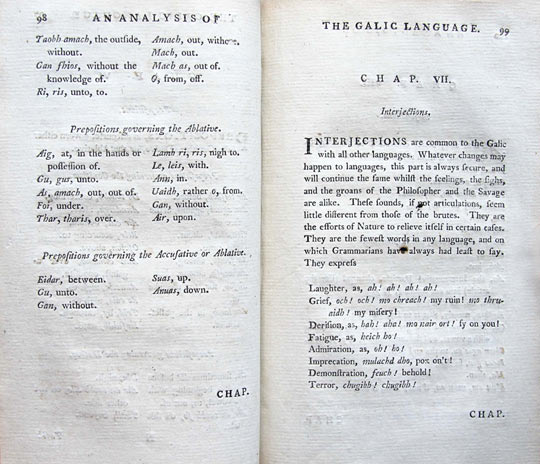 98 AN ANALYSIS OF
Taobh amach, the outſide,
without.
Gan ſhios, without the
knowledge of.
Ri, ris, unto, to.
Amach, out, without.
Mach, out.
Mach as, out of.
O, from, off.
Prepoſitions governing the Ablative.
Aig, at, in the hands or
poſſeſſion of.
Gu, gus, unto.
As, amach, out, out of.
Foi, under.
Thar, tharis, over.
Lamh ri, ris, nigh to.
Le, leis, with.
Ann, in.
Uaidh, rather o, from.
Gan, without.
Air, upon.
Prepoſitions governing the Accuſative or Ablative.
Eidar, between.
Gu, unto.
Gan, without.
Suas, up.
Anuas, down.
CHAP.
THE GALIC LANGUAGE. 99
CHAP. VII.
Interjections.
INTERJECTIONS are common to the Galic
with all other languages. Whatever changes may
happen to languages, this part is always ſecure, and
will continue the ſame whilſt the feelings, the ſighs,
and the groans of the Philoſopher and the Savage
are alike. Theſe ſounds, if not articulations, ſeem
little different from thoſe of the brutes. They are
the efforts of Nature to relieve itſelf in certain caſes.
They are the feweſt words in any language, and on
which Grammarians have always had leaſt to ſay.
They expreſs
Laughter, as, ah! ah! ah! ah!
Grief, och! och! mo chreach! my ruin! mo thru-
aidh! my miſery!
Deriſion, as, hah! aha! mo nair ort! fy on you!
Fatigue, as, heich ho!
Admiration, as, oh! ho!
Imprecation, mulachd dho, pox on't!
Demonſtration, feuch! behold!
Terror, chugibh! chugibh!
CHAP.